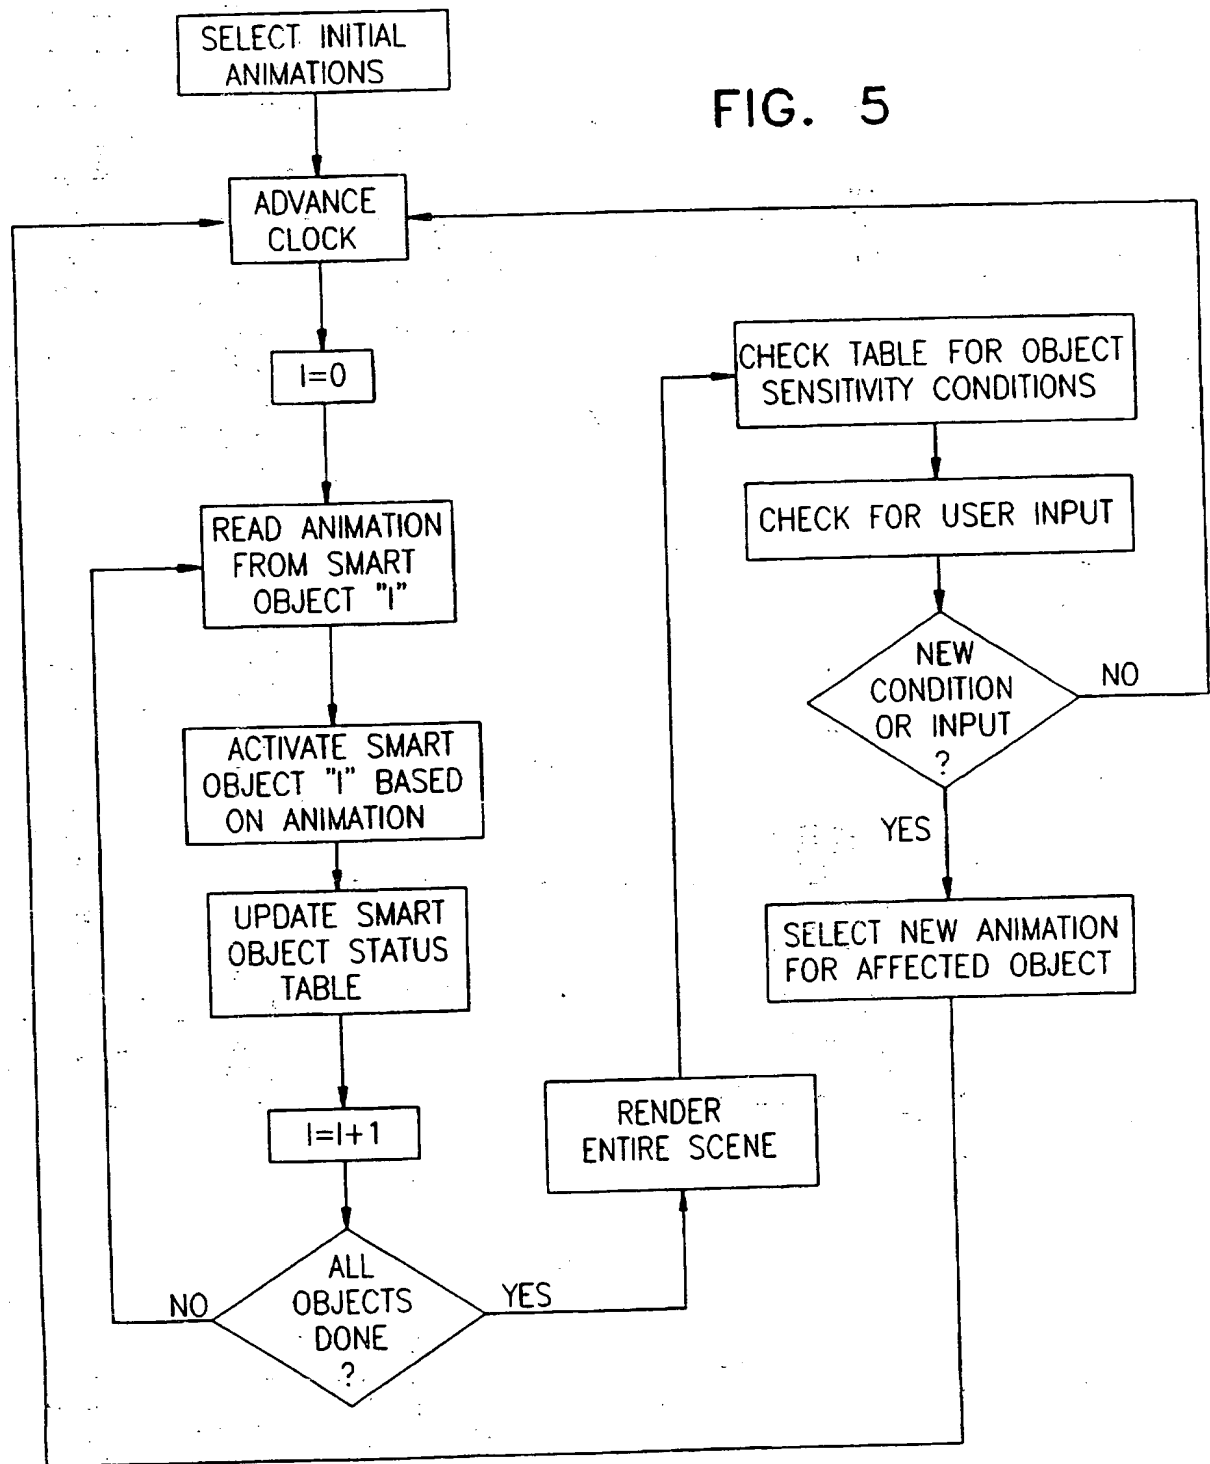 SELECT INITIAL
ANIMATIONS
FIG. 5
ADVANCE
CLOCK
I=0
READ ANIMATION
FROM SMART
OBJECT "I"
ACTIVATE SMART
OBJECT "I" BASED
ON ANIMATION
UPDATE SMART
OBJECT STATUS
TABLE
I=I+1
ALL
OBJECTS
DONE
?
NO
YES
RENDER
ENTIRE SCENE
CHECK TABLE FOR OBJECT
SENSITIVITY CONDITIONS
CHECK FOR USER INPUT
NEW
CONDITION
OR INPUT
?
NO
YES
SELECT NEW ANIMATION
FOR AFFECTED OBJECT